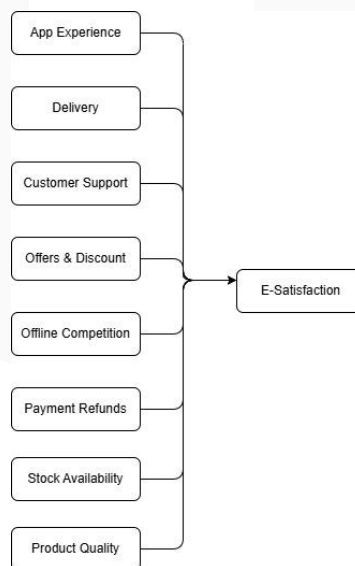 App Experience
Delivery
Customer Support
Offers & Discount
E-Satisfaction
Offline Competition
Payment Refunds
Stock Availability
Product Quality